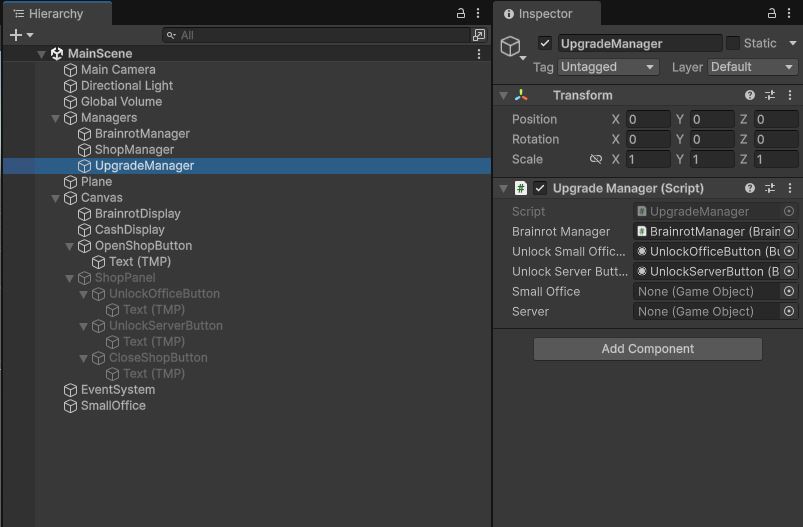 Hierarchy
All
MainScene
Main Camera
Directional Light
Global Volume
Managers
BrainrotManager
ShopManager
UpgradeManager
Plane
Canvas
BrainrotDisplay
CashDisplay
OpenShopButton
Text (TMP)
ShopPanel
UnlockOfficeButton
Text (TMP)
UnlockServerButton
Text (TMP)
CloseShopButton
Text (TMP)
EventSystem
SmallOffice
Inspector
UpgradeManager Static
Tag Untagged Layer Default
Transform
Position X 0 Y 0 Z 0
Rotation X 0 Y 0 Z 0
Scale X 1 Y 1 Z 1
# Upgrade Manager (Script)
Script # UpgradeManager
Brainrot Manager # BrainrotManager (Brain
Unlock Small Offic... UnlockOfficeButton (Bu
Unlock Server Butt... UnlockServerButton (B
Small Office None (Game Object)
Server None (Game Object)
Add Component